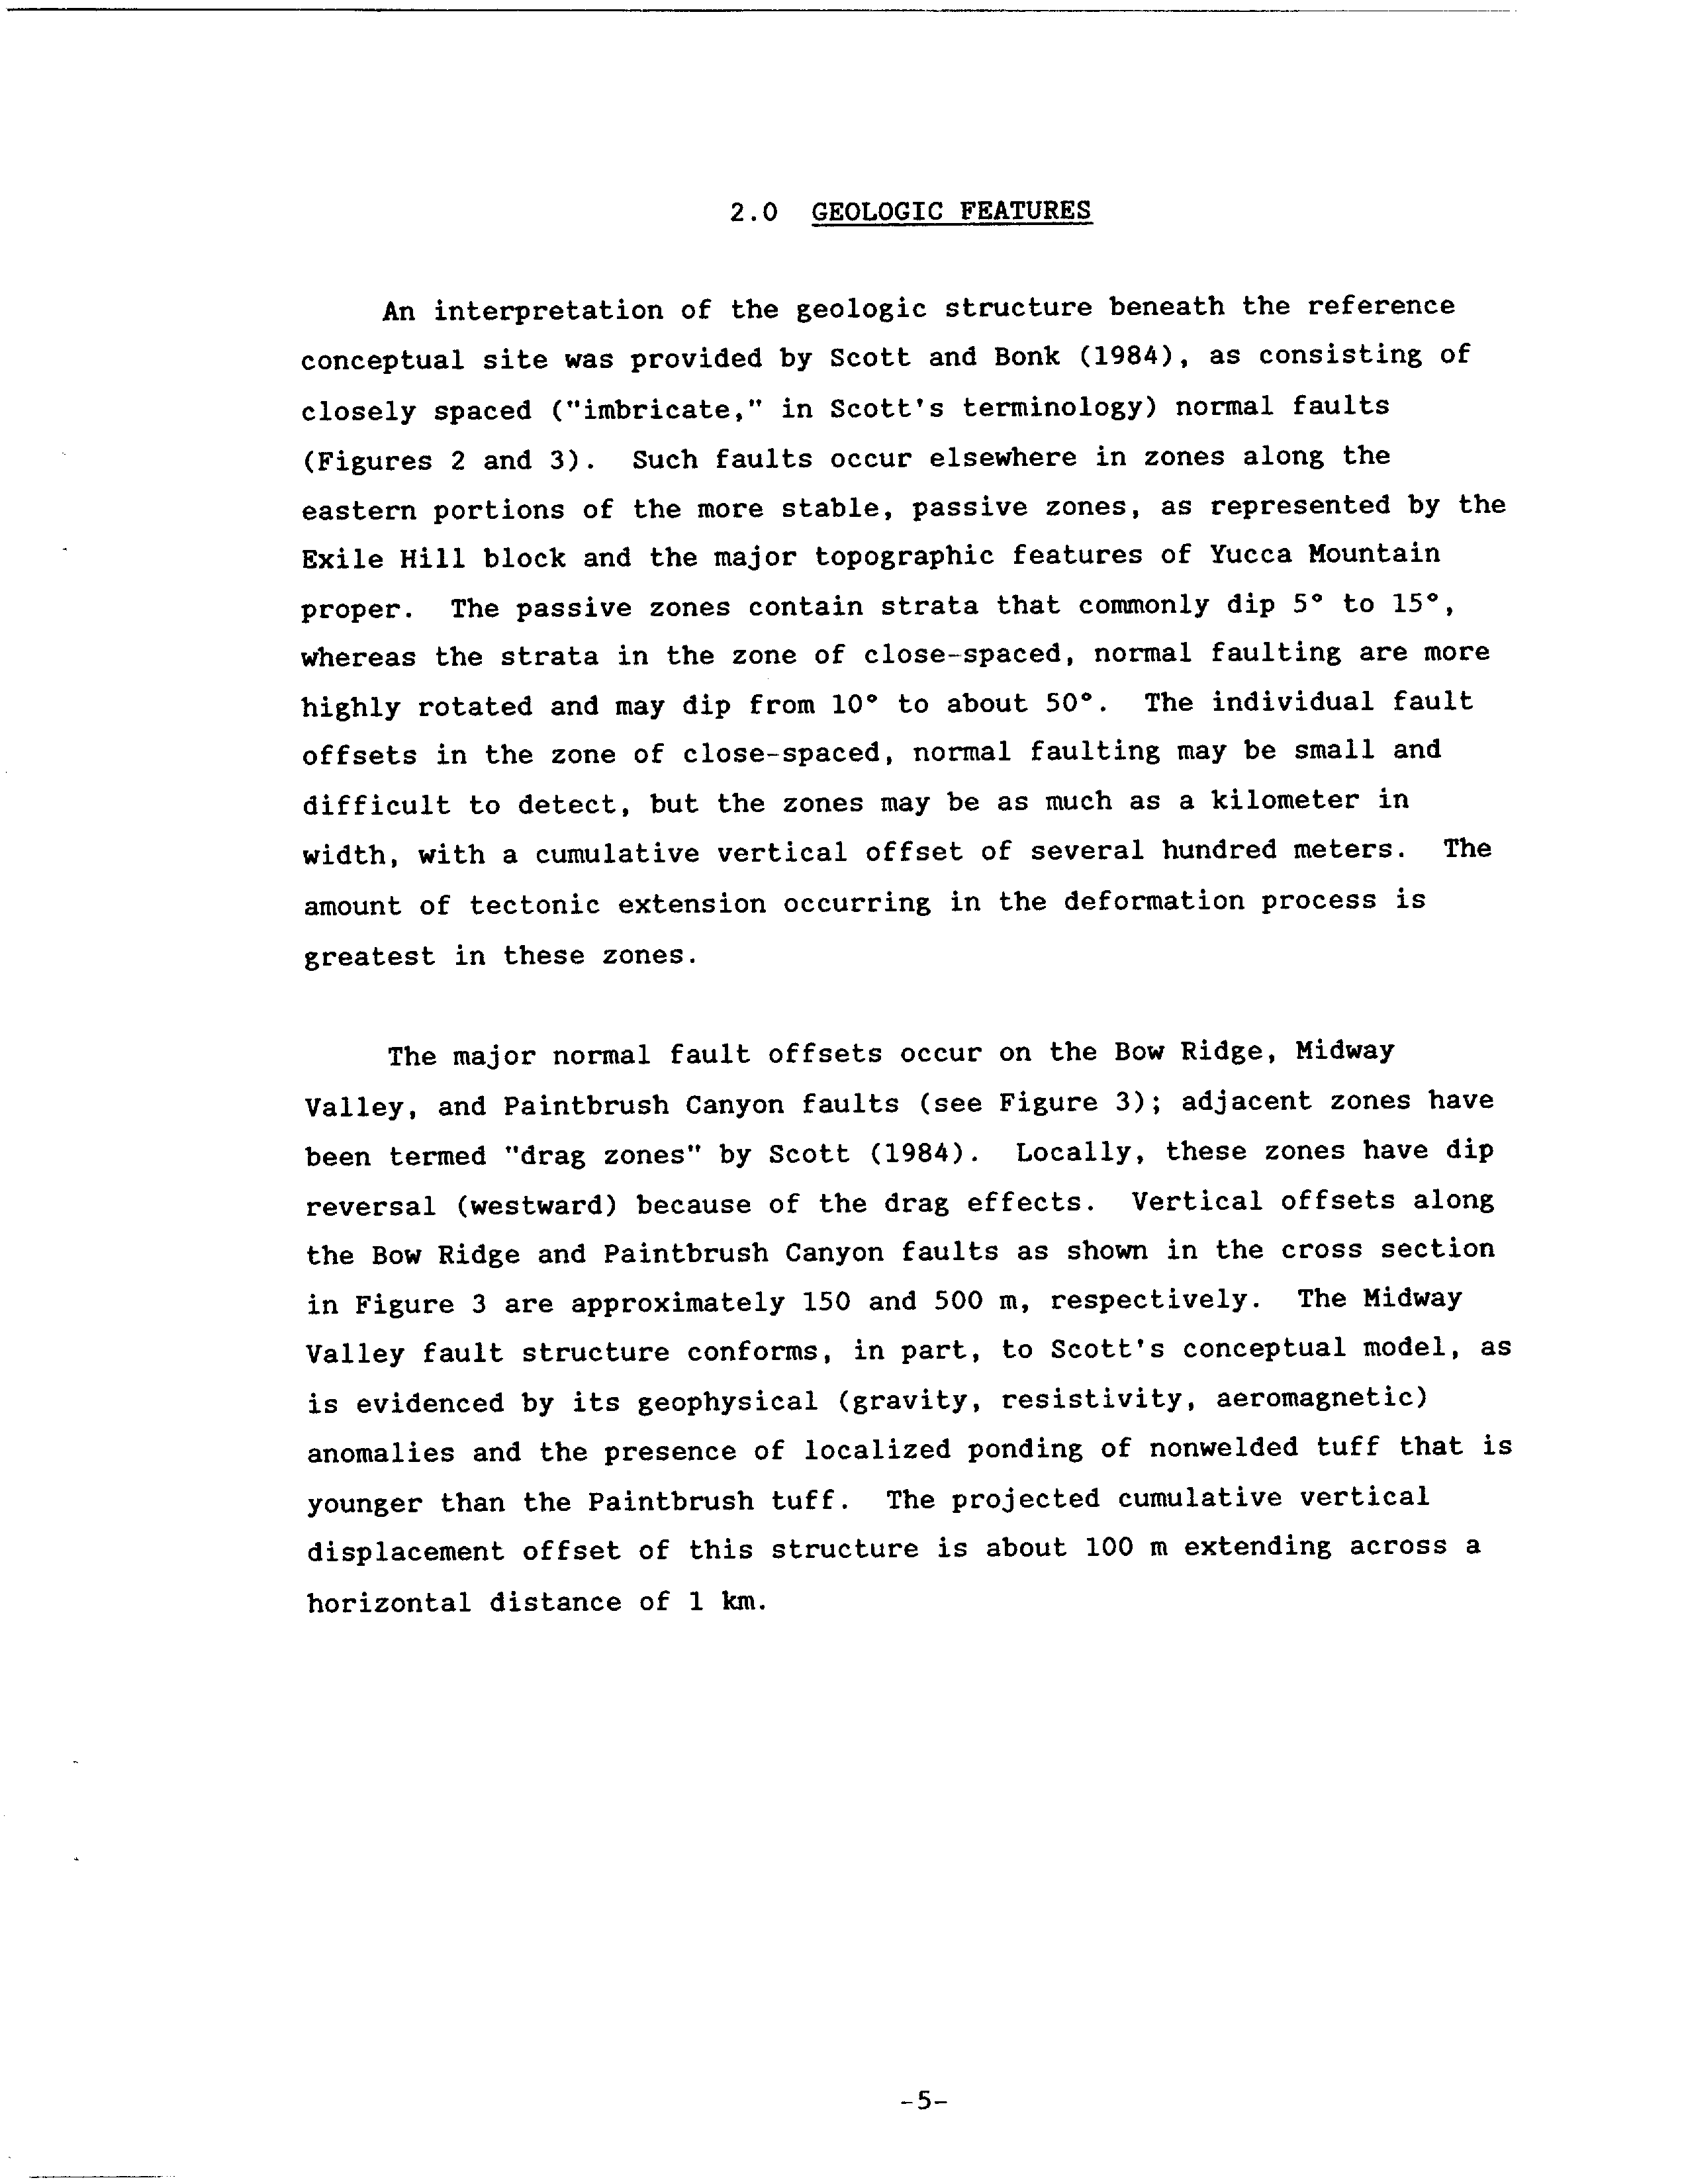 2.0 GEOLOGIC FEATURES
An interpretation of the geologic structure beneath the reference
conceptual site was provided by Scott and Bonk (1984), as consisting of
closely spaced ("imbricate," in Scott's terminology) normal faults
(Figures 2 and 3). Such faults occur elsewhere in zones along the
eastern portions of the more stable, passive zones, as represented by the
Exile Hill block and the major topographic features of Yucca Mountain
proper. The passive zones contain strata that commonly dip 5° to 15°,
whereas the strata in the zone of close-spaced, normal faulting are more
highly rotated and may dip from 10° to about 50°. The individual fault
offsets in the zone of close-spaced, normal faulting may be small and
difficult to detect, but the zones may be as much as a kilometer in
width, with a cumulative vertical offset of several hundred meters. The
amount of tectonic extension occurring in the deformation process is
greatest in these zones.
The major normal fault offsets occur on the Bow Ridge, Midway
Valley, and Paintbrush Canyon faults (see Figure 3); adjacent zones have
been termed "drag zones" by Scott (1984). Locally, these zones have dip
reversal (westward) because of the drag effects. Vertical offsets along
the Bow Ridge and Paintbrush Canyon faults as shown in the cross section
in Figure 3 are approximately 150 and 500 m, respectively. The Midway
Valley fault structure conforms, in part, to Scott's conceptual model, as
is evidenced by its geophysical (gravity, resistivity, aeromagnetic)
anomalies and the presence of localized ponding of nonwelded tuff that is
younger than the Paintbrush tuff. The projected cumulative vertical
displacement offset of this structure is about 100 m extending across a
horizontal distance of 1 km.
-5-